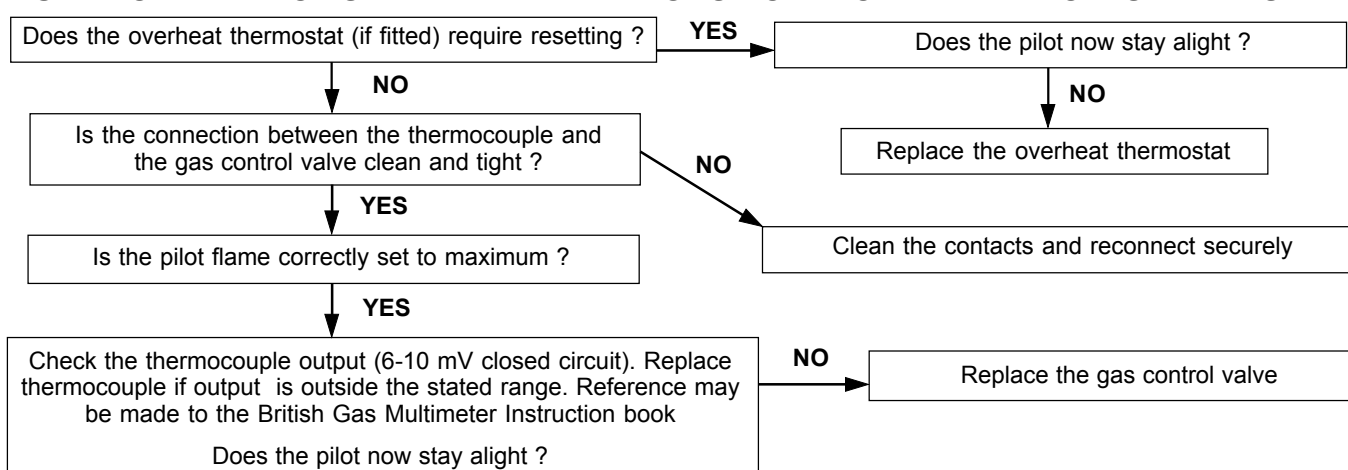 Does the overheat thermostat (if fitted) require resetting ?
YES
Does the pilot now stay alight ?
NO
NO
Is the connection between the thermocouple and
the gas control valve clean and tight ?
Replace the overheat thermostat
NO
YES
Clean the contacts and reconnect securely
Is the pilot flame correctly set to maximum ?
YES
Check the thermocouple output (6-10 mV closed circuit). Replace
thermocouple if output is outside the stated range. Reference may
be made to the British Gas Multimeter Instruction book
Does the pilot now stay alight ?
NO
Replace the gas control valve